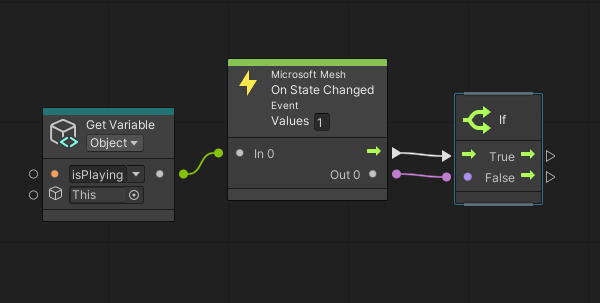 Get Variable
Object
isPlaying
This
Microsoft Mesh
On State Changed
Event
Values 1
In 0
Out 0
If
True
False